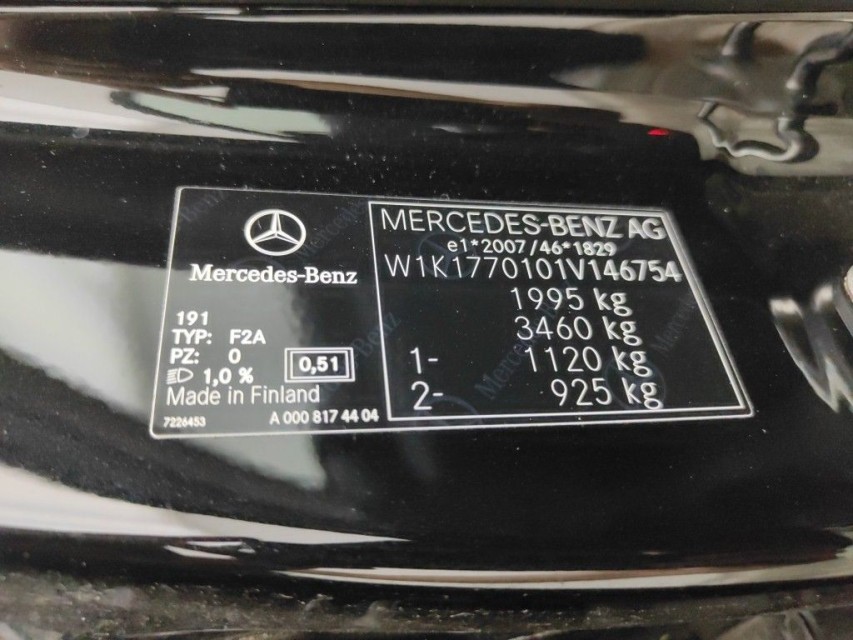 Mercedes-Benz
191
TYP: F2A
PZ: 0
1,0 %
0,51
Made in Finland
7226453
A 000 817 44 04
MERCEDES-BENZ AG
e1*2007/46*1829
W1K1770101V146754
1995 kg
3460 kg
1- 1120 kg
2- 925 kg